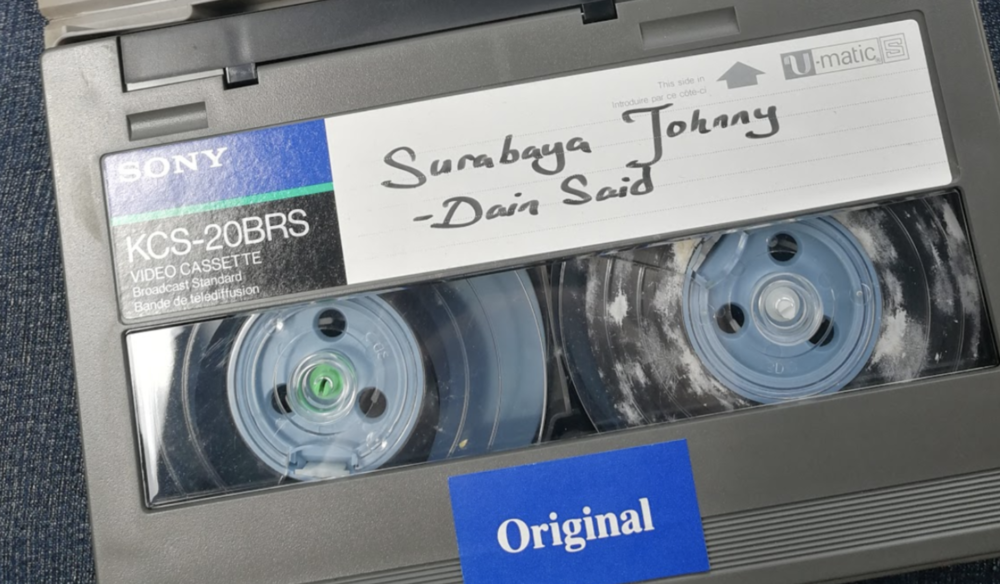 This side in
Introduire par ce côté-ci
U-matic S
SONY
KCS-20BRS
VIDEO CASSETTE
Broadcast Standard
Bande de télédiffusion
Surabaya Johnny
-Dain Said
Original